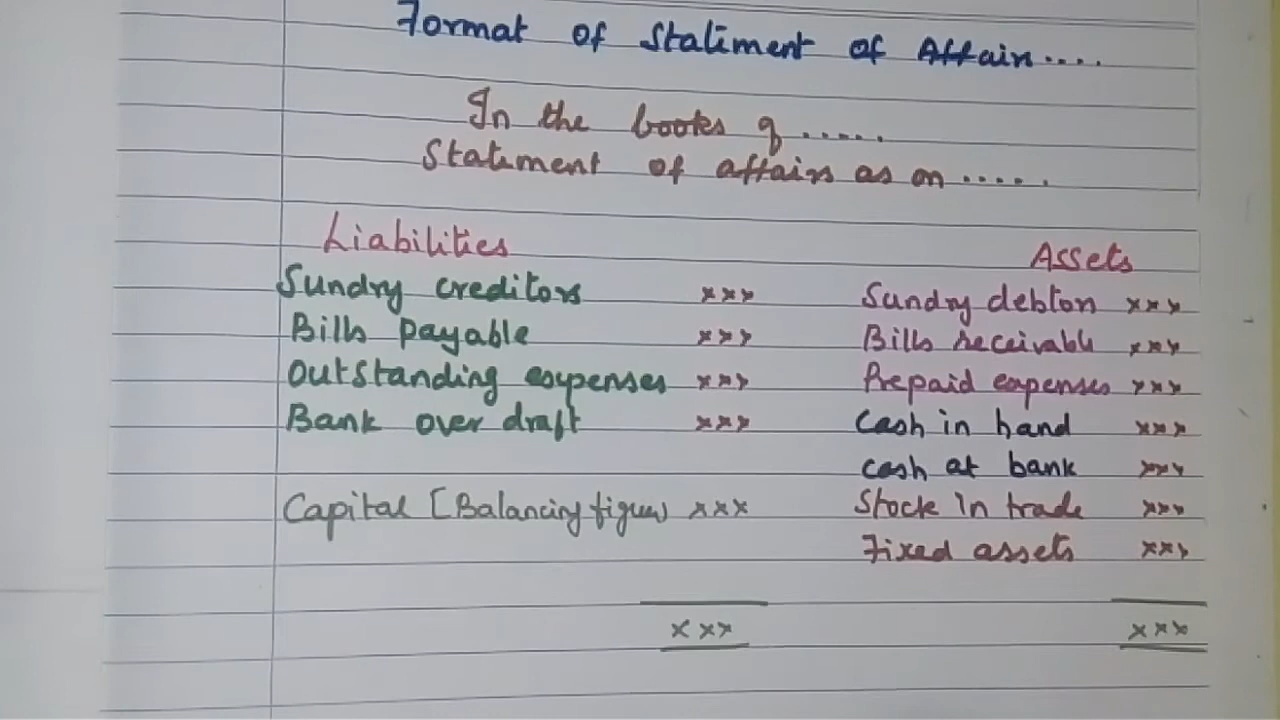 Format of Statiment of Affairs....
In the books of .....
Statement of affairs as on .....
Liabilities Assets
Sundry creditors xxx Sundry debtors xxx
Bills payable xxx Bills receivable xxx
Outstanding expenses xxx Prepaid expenses xxx
Bank over draft xxx Cash in hand xxx
cash at bank xxx
Capital [Balancing figure) xxx Stock in trade xxx
Fixed assets xxx
xxx xxx